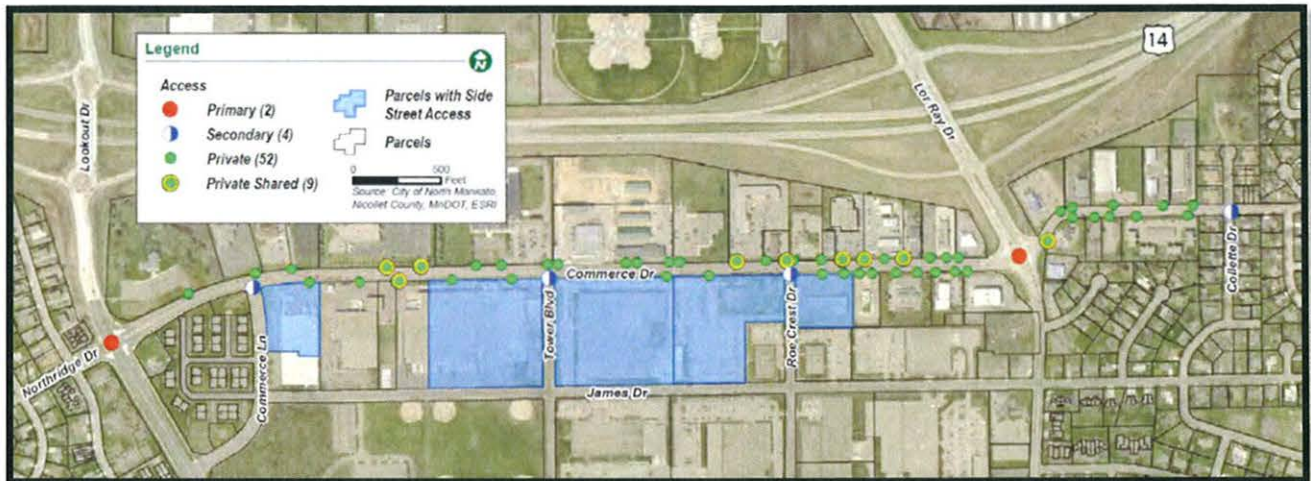 Legend
N
Access
Primary (2)
Secondary (4)
Private (52)
Private Shared (9)
Parcels with Side
Street Access
Parcels
0 500
Feet
Source: City of North Mankato,
Nicollet County, MnDOT, ESRI
14
Lookout Dr
Lor Ray Dr
Commerce Dr
Collette Dr
Tower Blvd
Roe Crest Dr
Northridge Dr
Commerce Ln
James Dr